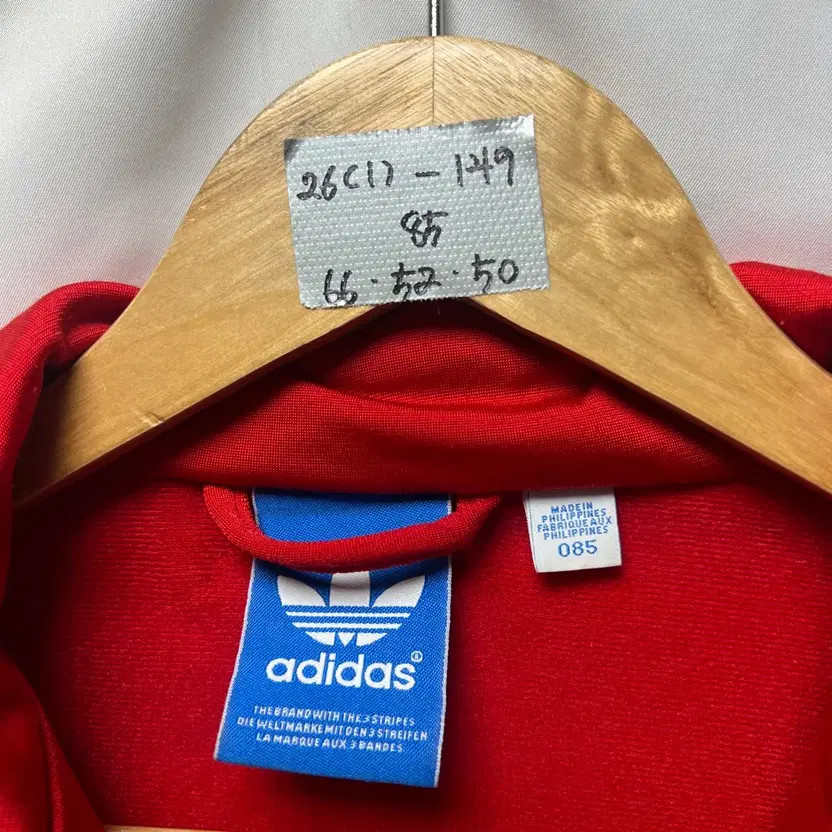 26(1) - 149
85
66 . 52 . 50
MADE IN
PHILIPPINES
FABRIQUE AUX
PHILIPPINES
085
adidas®
THE BRAND WITH THE 3 STRIPES
DIE WELTMARKE MIT DEN 3 STREIFEN
LA MARQUE AUX 3 BANDES